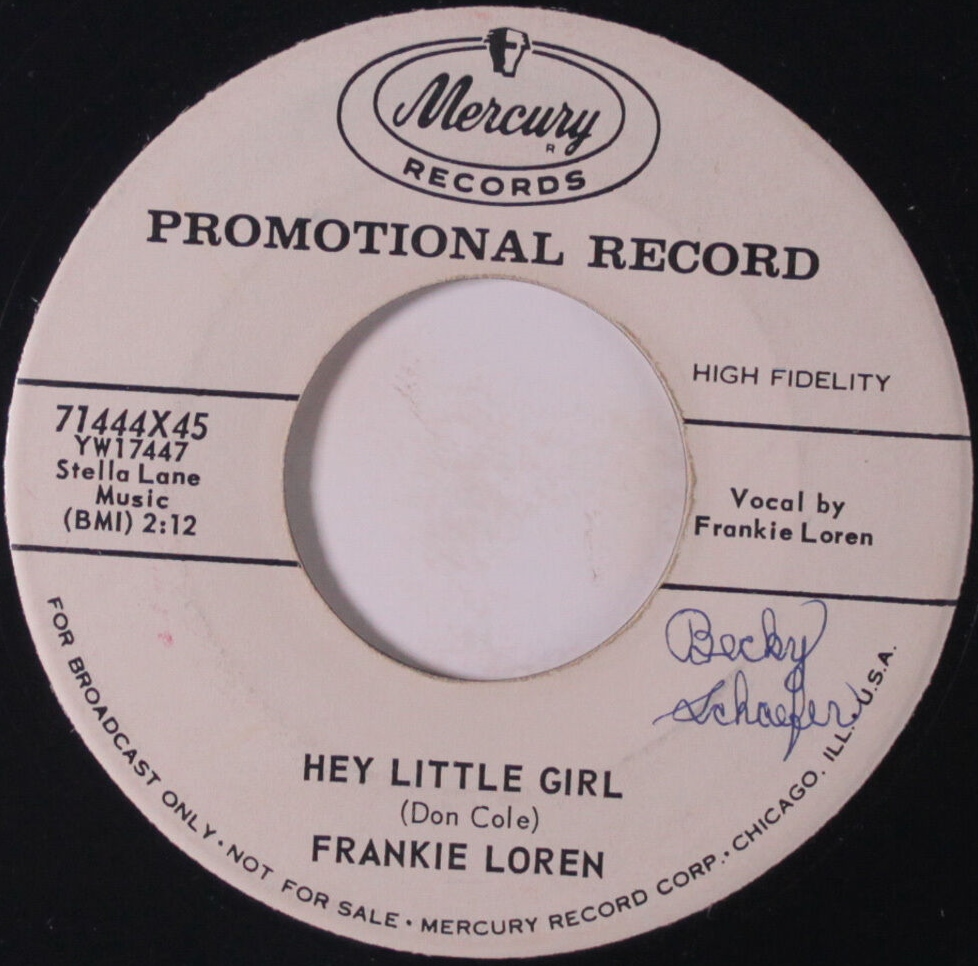 Mercury
R
RECORDS
PROMOTIONAL RECORD
HIGH FIDELITY
71444X45
YW17447
Stella Lane
Music
(BMI) 2:12
Vocal by
Frankie Loren
Becky
Schaefer
HEY LITTLE GIRL
(Don Cole)
FRANKIE LOREN
FOR BROADCAST ONLY · NOT FOR SALE · MERCURY RECORD CORP. · CHICAGO, ILL. U.S.A.